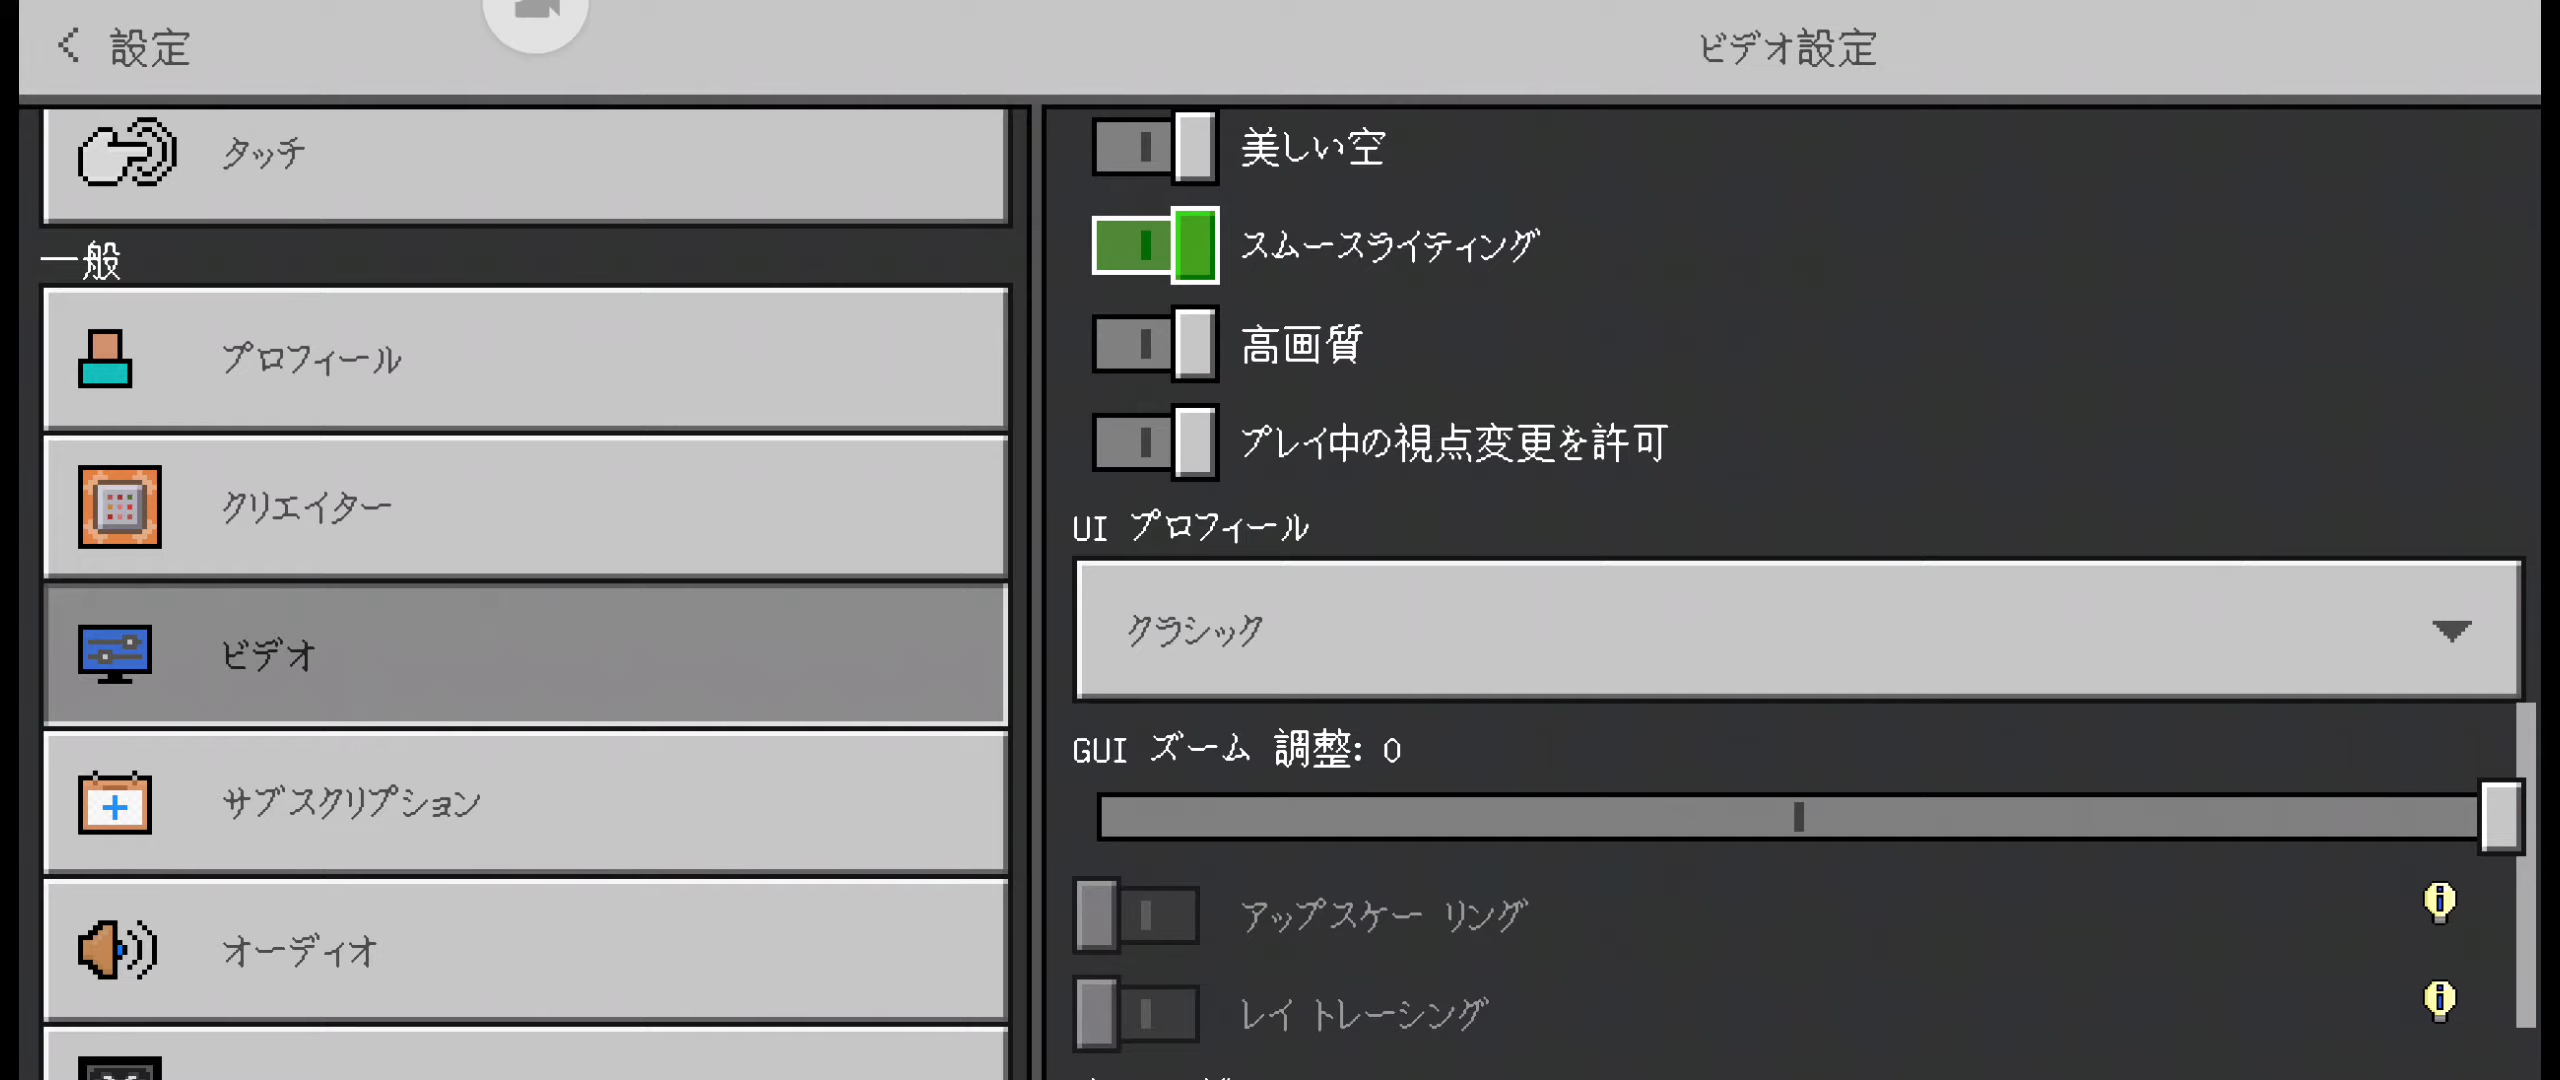 設定
ビデオ設定
タッチ
一般
プロフィール
クリエイター
ビデオ
サブスクリプション
オーディオ
美しい空
スムースライティング
高画質
プレイ中の視点変更を許可
UI プロフィール
クラシック
GUI ズーム 調整: 0
アップスケー リング
レイ トレーシング